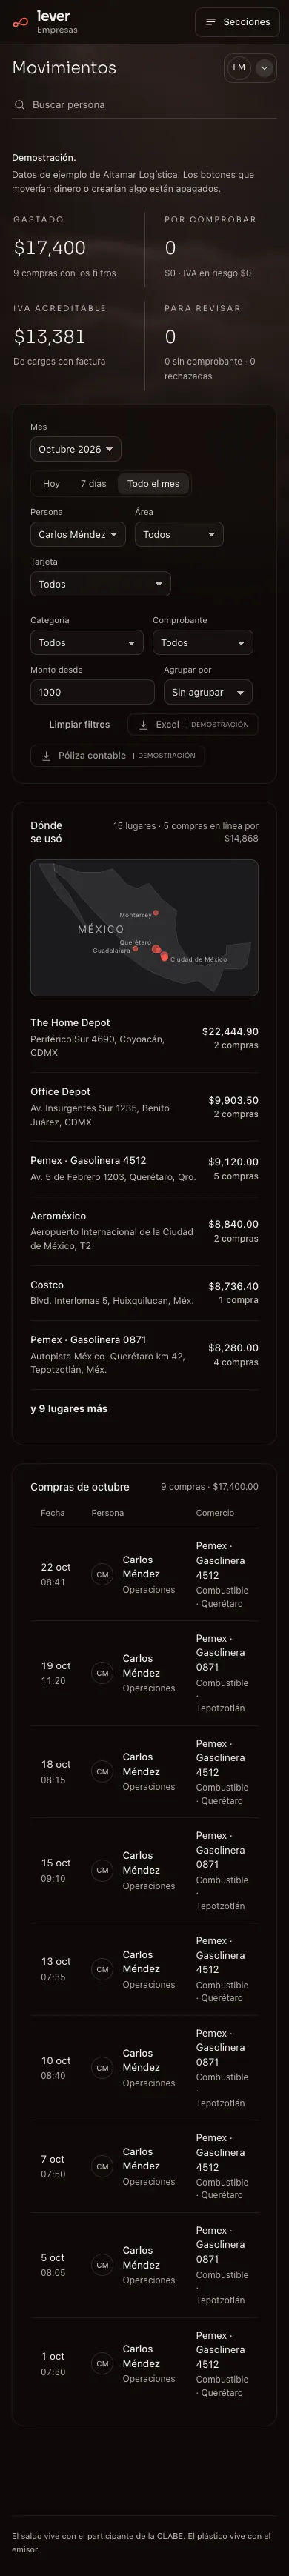 lever
Empresas
Secciones
Movimientos
LM
Buscar persona
Demostración.
Datos de ejemplo de Altamar Logística. Los botones que
moverían dinero o crearían algo están apagados.
GASTADO
$17,400
9 compras con los filtros
POR COMPROBAR
0
$0 · IVA en riesgo $0
IVA ACREDITABLE
$13,381
De cargos con factura
PARA REVISAR
0
0 sin comprobante · 0
rechazadas
Mes
Octubre 2026
Hoy
7 días
Todo el mes
Persona
Carlos Méndez
Área
Todos
Tarjeta
Todos
Categoría
Todos
Comprobante
Todos
Monto desde
1000
Agrupar por
Sin agrupar
Limpiar filtros
Excel | DEMOSTRACIÓN
Póliza contable | DEMOSTRACIÓN
Dónde
se usó
15 lugares · 5 compras en línea por
$14,868
Monterrey
MÉXICO
Querétaro
Guadalajara
Ciudad de México
The Home Depot
Periférico Sur 4690, Coyoacán,
CDMX
$22,444.90
2 compras
Office Depot
Av. Insurgentes Sur 1235, Benito
Juárez, CDMX
$9,903.50
2 compras
Pemex · Gasolinera 4512
Av. 5 de Febrero 1203, Querétaro, Qro.
$9,120.00
5 compras
Aeroméxico
Aeropuerto Internacional de la Ciudad
de México, T2
$8,840.00
2 compras
Costco
Blvd. Interlomas 5, Huixquilucan, Méx.
$8,736.40
1 compra
Pemex · Gasolinera 0871
Autopista México–Querétaro km 42,
Tepotzotlán, Méx.
$8,280.00
4 compras
y 9 lugares más
Compras de octubre
9 compras · $17,400.00
Fecha
Persona
Comercio
22 oct
08:41
CM
Carlos
Méndez
Operaciones
Pemex ·
Gasolinera
4512
Combustible
· Querétaro
19 oct
11:20
CM
Carlos
Méndez
Operaciones
Pemex ·
Gasolinera
0871
Combustible
·
Tepotzotlán
18 oct
08:15
CM
Carlos
Méndez
Operaciones
Pemex ·
Gasolinera
4512
Combustible
· Querétaro
15 oct
09:10
CM
Carlos
Méndez
Operaciones
Pemex ·
Gasolinera
0871
Combustible
·
Tepotzotlán
13 oct
07:35
CM
Carlos
Méndez
Operaciones
Pemex ·
Gasolinera
4512
Combustible
· Querétaro
10 oct
08:40
CM
Carlos
Méndez
Operaciones
Pemex ·
Gasolinera
0871
Combustible
·
Tepotzotlán
7 oct
07:50
CM
Carlos
Méndez
Operaciones
Pemex ·
Gasolinera
4512
Combustible
· Querétaro
5 oct
08:05
CM
Carlos
Méndez
Operaciones
Pemex ·
Gasolinera
0871
Combustible
·
Tepotzotlán
1 oct
07:30
CM
Carlos
Méndez
Operaciones
Pemex ·
Gasolinera
4512
Combustible
· Querétaro
El saldo vive con el participante de la CLABE. El plástico vive con el
emisor.